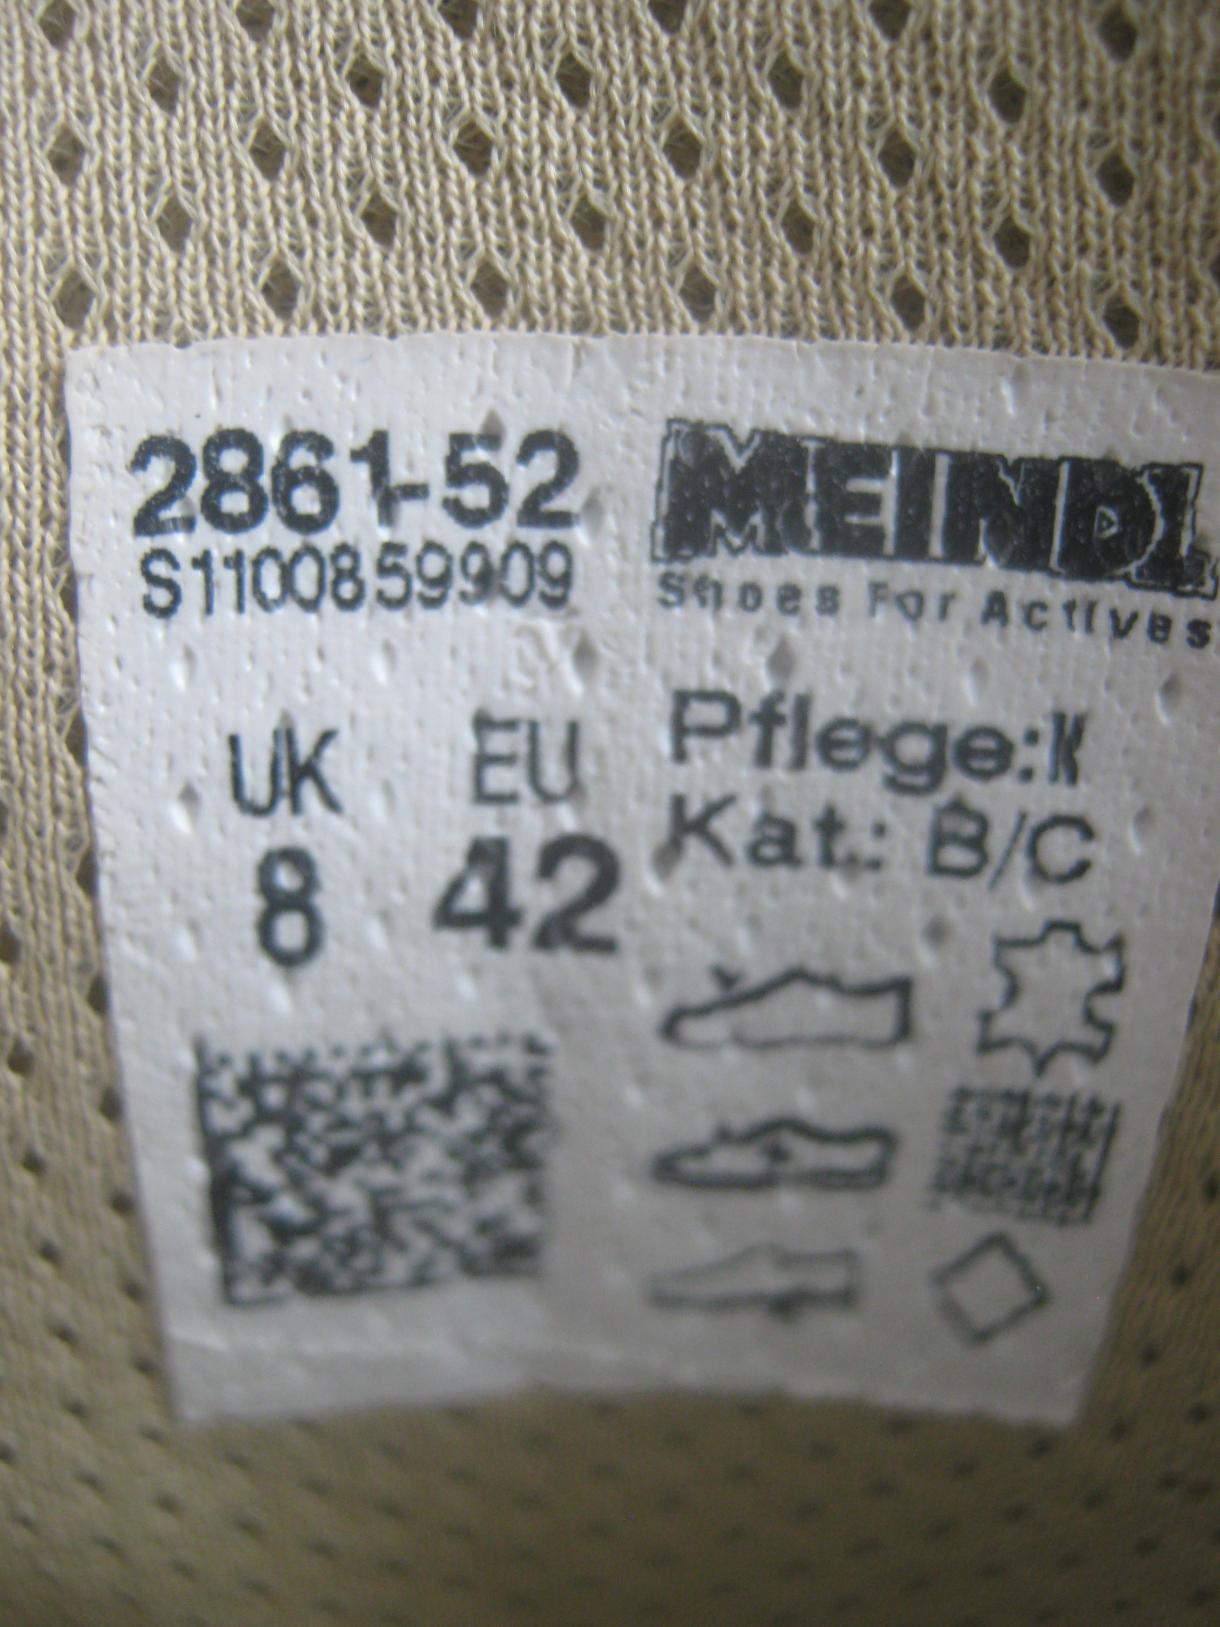 2861-52
S1100859909
MEINDL
Shoes For Actives
UK EU
8 42
Pflege:K
Kat.: B/C